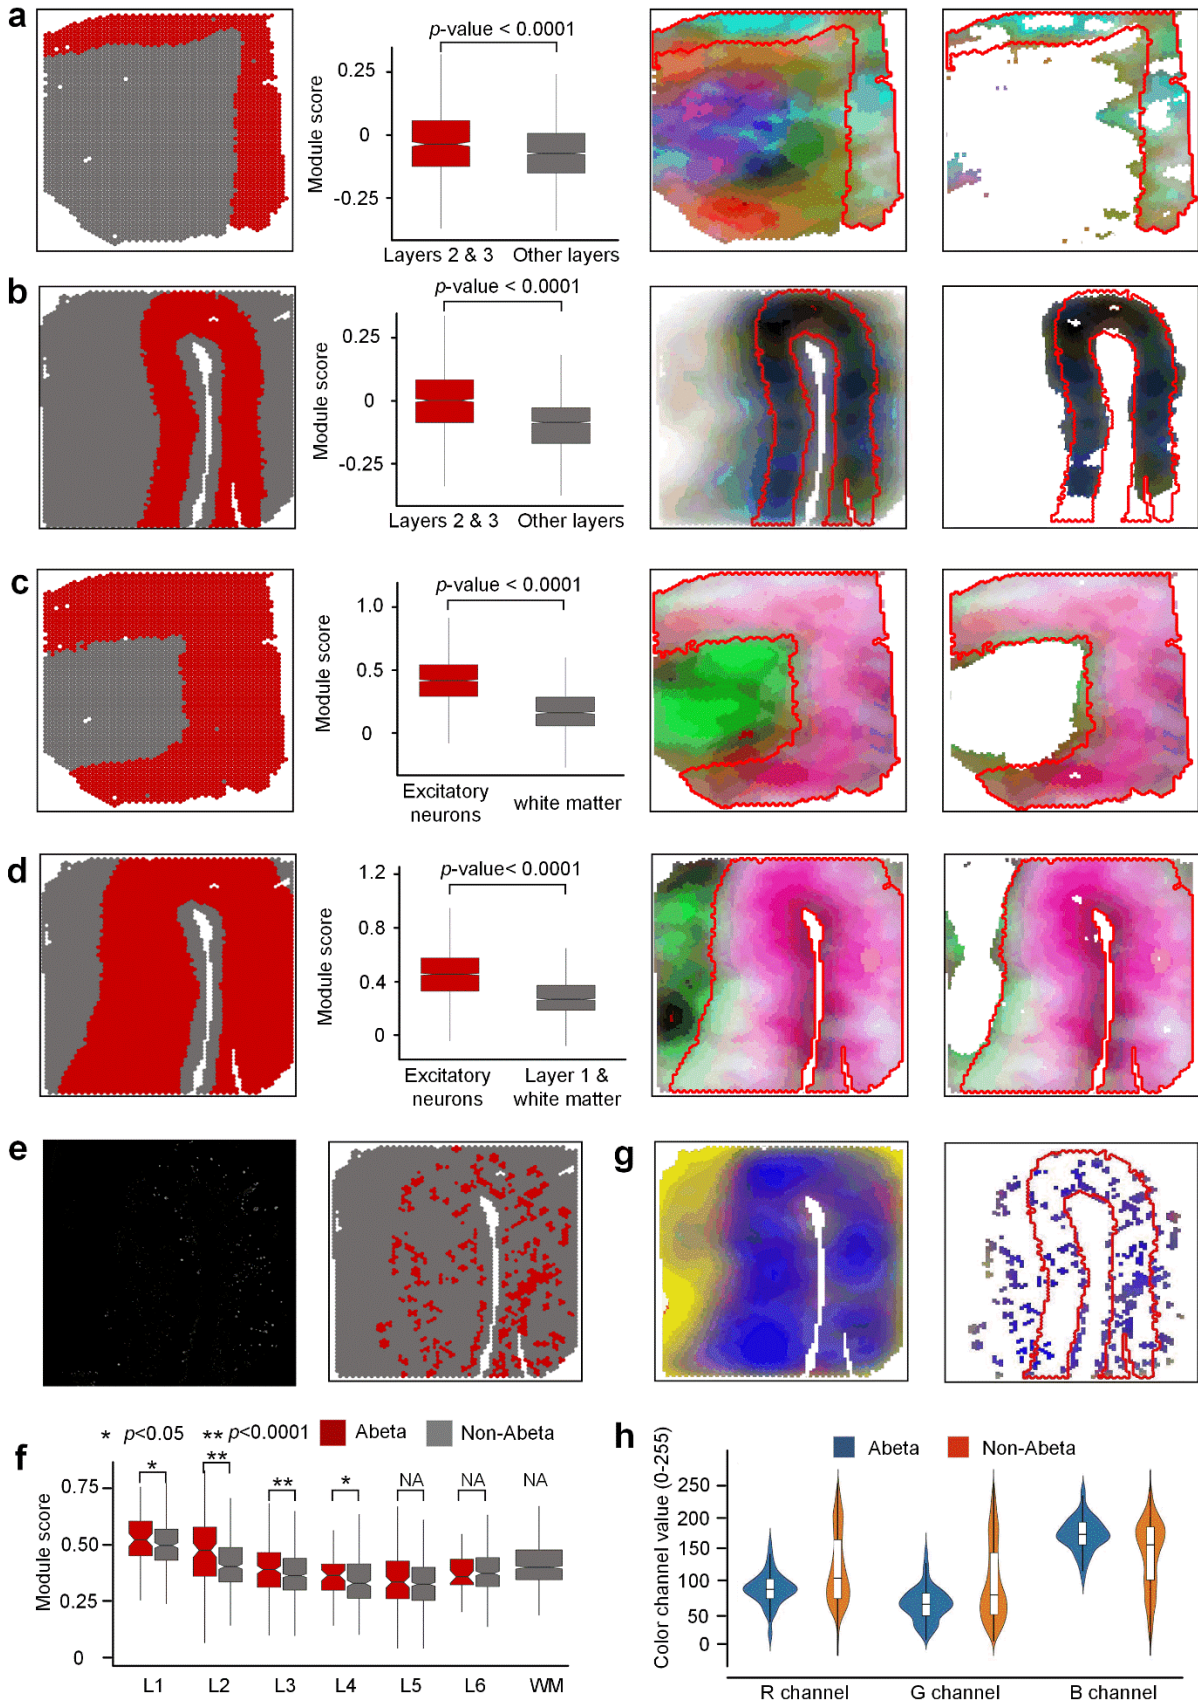 a
p-value < 0.0001
Module score
0.25
0
-0.25
Layers 2 & 3
Other layers
b
p-value < 0.0001
Module score
0.25
0
-0.25
Layers 2 & 3
Other layers
c
p-value < 0.0001
Module score
1.0
0.5
0
Excitatory
neurons
white matter
d
p-value< 0.0001
Module score
1.2
0.8
0.4
0
Excitatory
neurons
Layer 1 &
white matter
e
g
f
* p<0.05 ** p<0.0001 Abeta Non-Abeta
Module score
0.75
0.50
0.25
0
* ** ** * NA NA NA
L1 L2 L3 L4 L5 L6 WM
h
Abeta Non-Abeta
Color channel value (0-255)
250
200
150
100
50
0
R channel G channel B channel